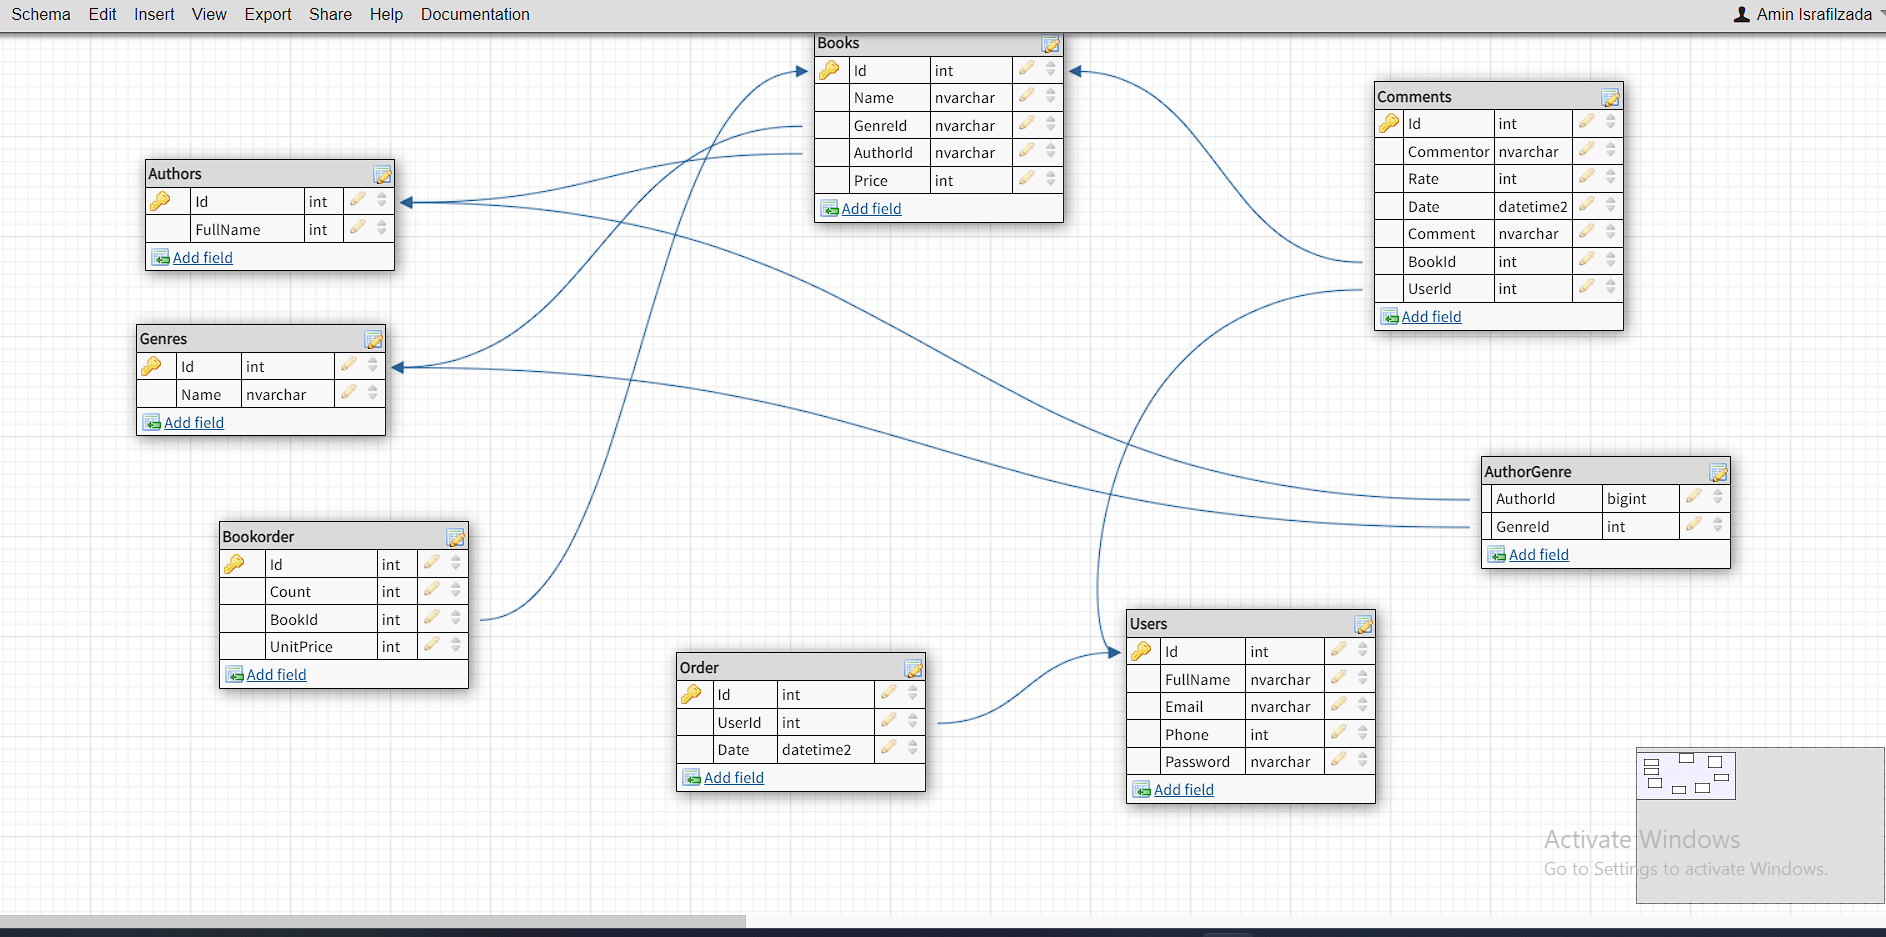 Schema Edit Insert View Export Share Help Documentation Amin Israfilzada
Books
Id int
Name nvarchar
GenreId nvarchar
AuthorId nvarchar
Price int
Add field
Comments
Id int
Commentor nvarchar
Rate int
Date datetime2
Comment nvarchar
BookId int
UserId int
Add field
Authors
Id int
FullName int
Add field
Genres
Id int
Name nvarchar
Add field
AuthorGenre
AuthorId bigint
GenreId int
Add field
Bookorder
Id int
Count int
BookId int
UnitPrice int
Add field
Order
Id int
UserId int
Date datetime2
Add field
Users
Id int
FullName nvarchar
Email nvarchar
Phone int
Password nvarchar
Add field
Activate Windows
Go to Settings to activate Windows.